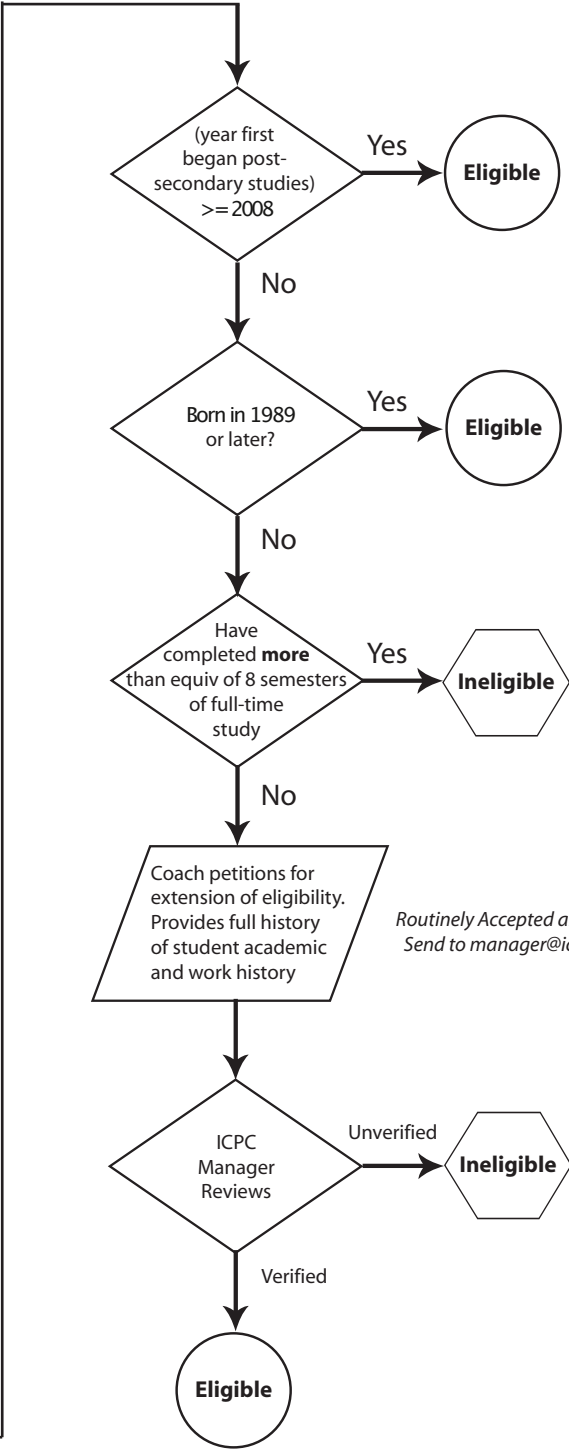 (year first
began post-
secondary studies)
>= 2008
Yes
Eligible
No
Born in 1989
or later?
Yes
Eligible
No
Have
completed more
than equiv of 8 semesters
of full-time
study
Yes
Ineligible
No
Coach petitions for
extension of eligibility.
Provides full history
of student academic
and work history
Routinely Accepted a
Send to manager@ic
ICPC
Manager
Reviews
Unverified
Ineligible
Verified
Eligible